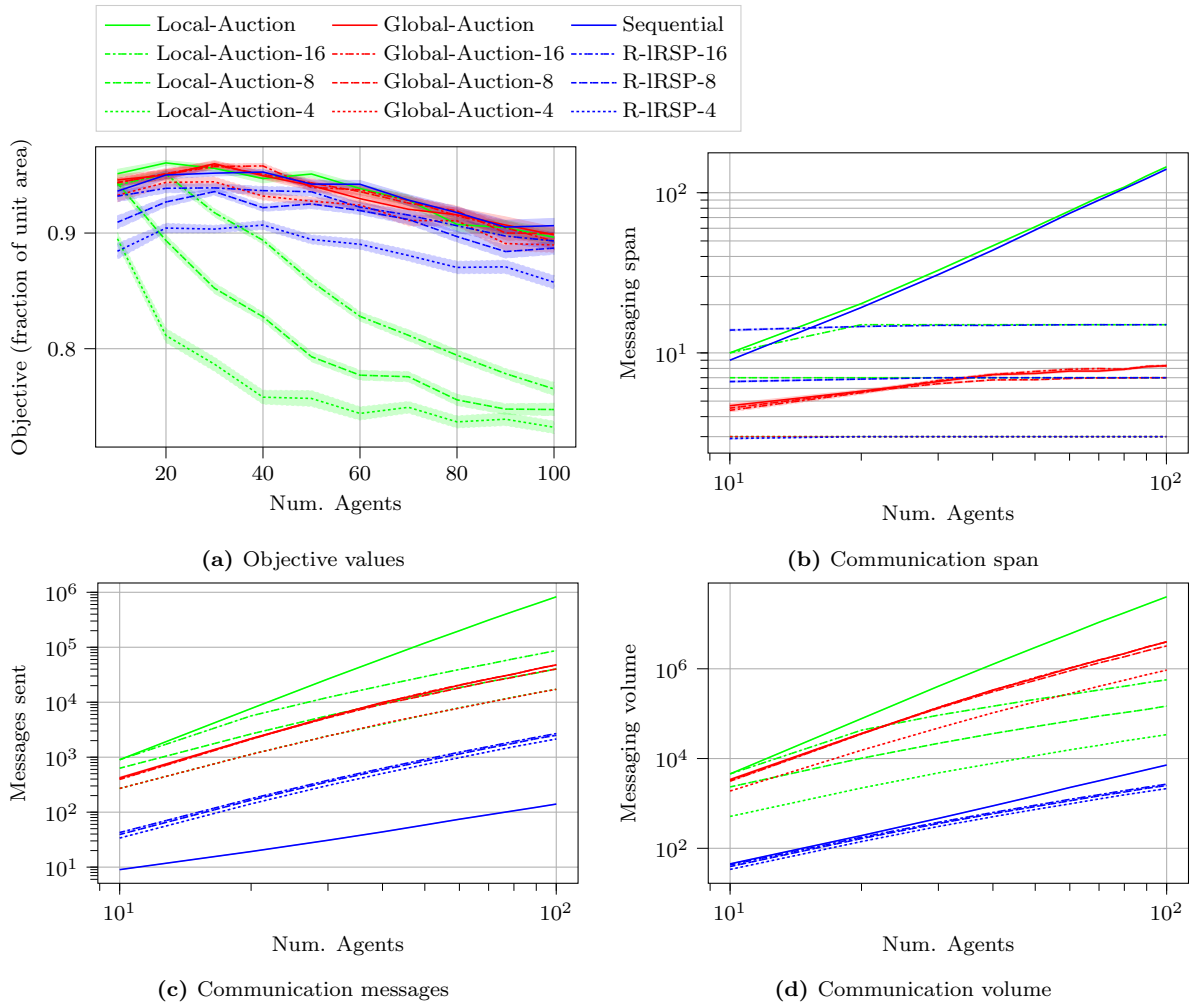 Local-Auction Global-Auction Sequential
Local-Auction-16 Global-Auction-16 R-lRSP-16
Local-Auction-8 Global-Auction-8 R-lRSP-8
Local-Auction-4 Global-Auction-4 R-lRSP-4
Objective (fraction of unit area)
0.9
0.8
20 40 60 80 100
Num. Agents
(a) Objective values
Messaging span
10^2
10^1
10^1 10^2
Num. Agents
(b) Communication span
Messages sent
10^6
10^5
10^4
10^3
10^2
10^1
10^1 10^2
Num. Agents
(c) Communication messages
Messaging volume
10^6
10^4
10^2
10^1 10^2
Num. Agents
(d) Communication volume